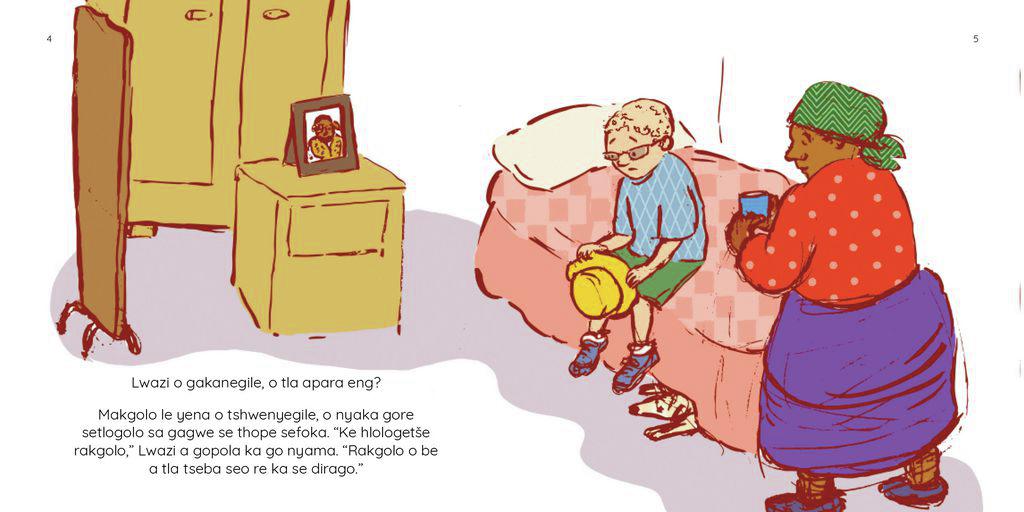 4
5
Lwazi o gakanegile, o tla apara eng?
Makgolo le yena o tshwenyegile, o nyaka gore
setlogolo sa gagwe se thope sefoka. “Ke hlologetše
rakgolo,” Lwazi a gopola ka go nyama. “Rakgolo o be
a tla tseba seo re ka se dirago.”